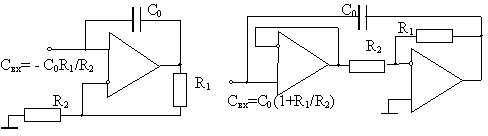 C₀
Cвх= - C₀R₁/R₂
R₁
R₂
C₀
R₁
R₂
Cвх=C₀(1+R₁/R₂)